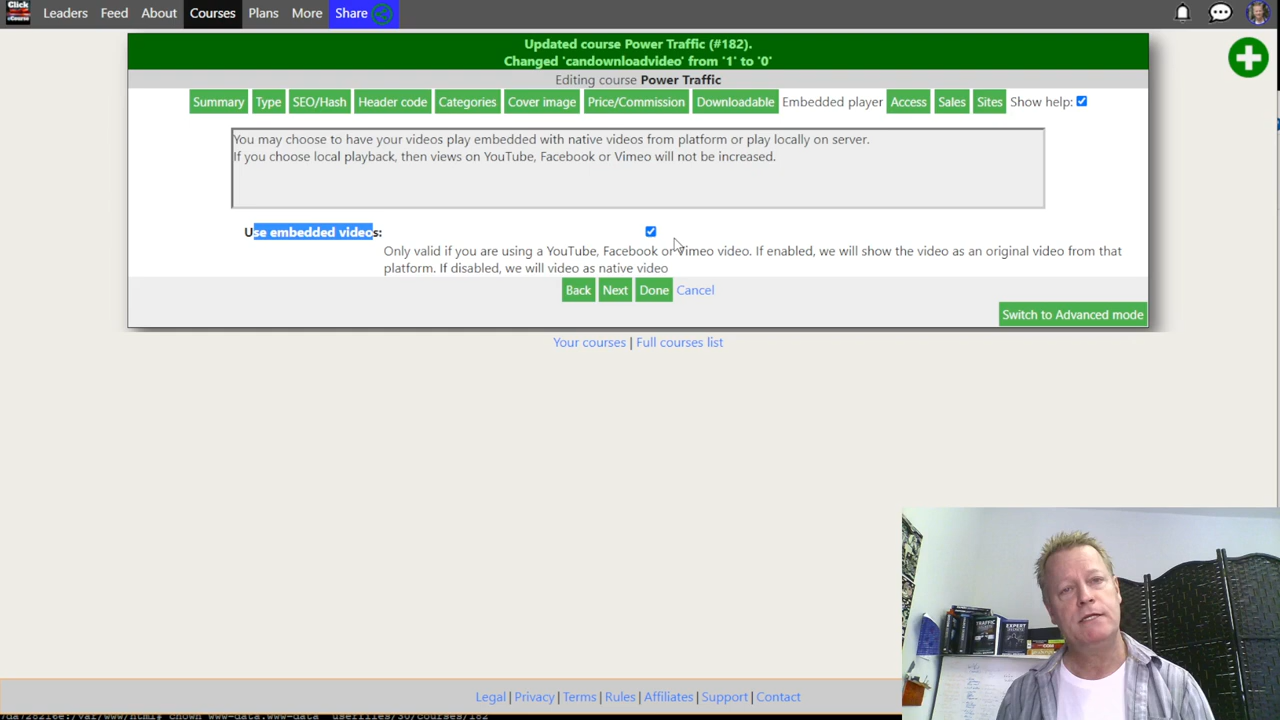 Click
eCourse
Leaders Feed About Courses Plans More Share
Updated course Power Traffic (#182).
Changed 'candownloadvideo' from '1' to '0'
Editing course Power Traffic
Summary Type SEO/Hash Header code Categories Cover image Price/Commission Downloadable Embedded player Access Sales Sites Show help:
You may choose to have your videos play embedded with native videos from platform or play locally on server.
If you choose local playback, then views on YouTube, Facebook or Vimeo will not be increased.
Use embedded videos:
Only valid if you are using a YouTube, Facebook or Vimeo video. If enabled, we will show the video as an original video from that
platform. If disabled, we will video as native video
Back Next Done Cancel
Switch to Advanced mode
Your courses | Full courses list
TRAFFIC
EXPERT
Legal | Privacy | Terms | Rules | Affiliates | Support | Contact